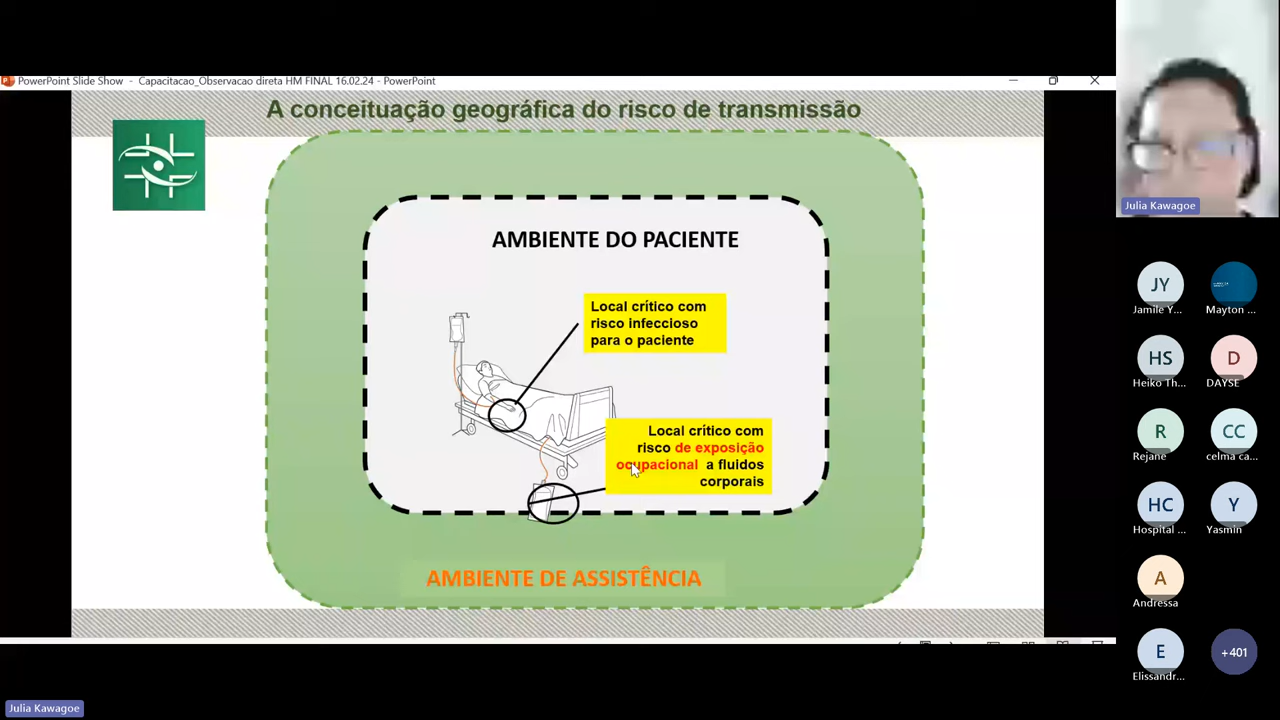 PowerPoint Slide Show - Capacitacao_Observacao direta HM FINAL 16.02.24 - PowerPoint
A conceituação geográfica do risco de transmissão
AMBIENTE DO PACIENTE
Local crítico com
risco infeccioso
para o paciente
Local crítico com
risco de exposição
ocupacional a fluidos
corporais
AMBIENTE DE ASSISTÊNCIA
Julia Kawagoe
JY
Jamile Y...
Mayton ...
HS
Heiko Th...
D
DAYSE
R
Rejane
CC
celma ca...
HC
Hospital ...
Y
Yasmin
A
Andressa
E
Elissandr...
+401
Julia Kawagoe